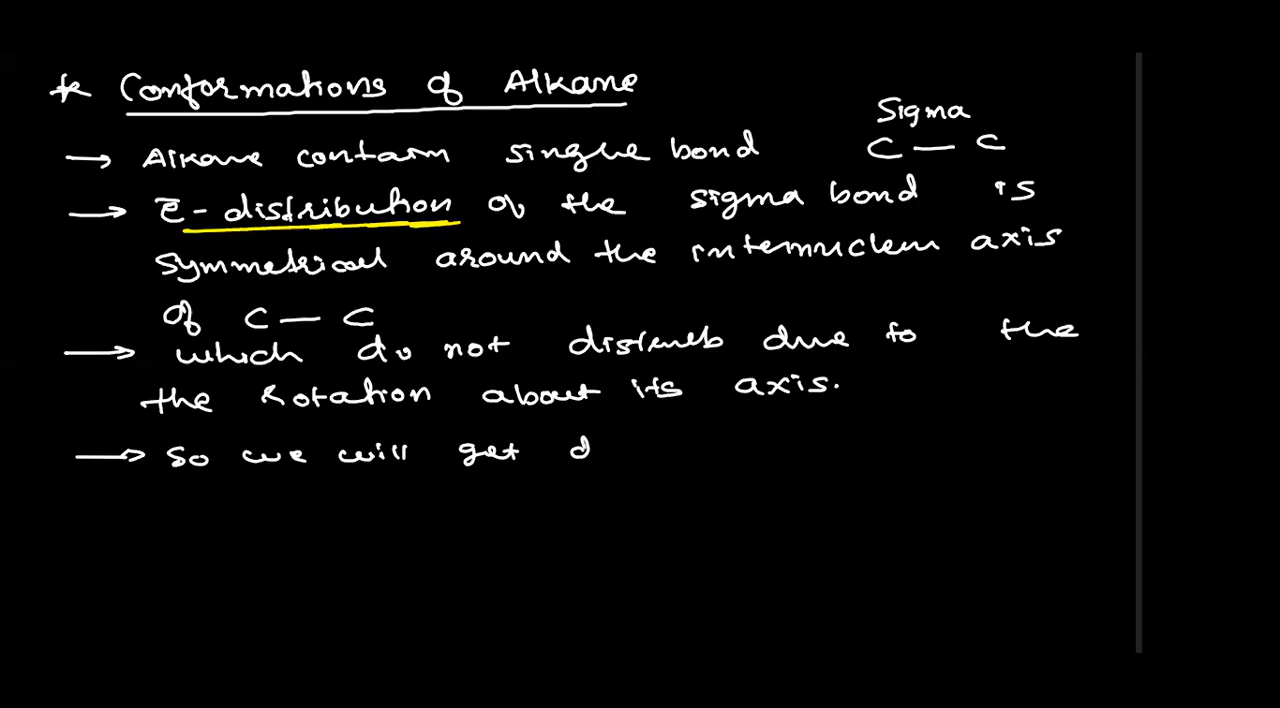 * Conformations of Alkane
Sigma
→ Alkane contain single bond C — C
→ e̅ - distribution of the sigma bond is
symmetrical around the internuclear axis
of C — C
→ which do not disturb due to the
the Rotation about its axis.
→ So we will get d